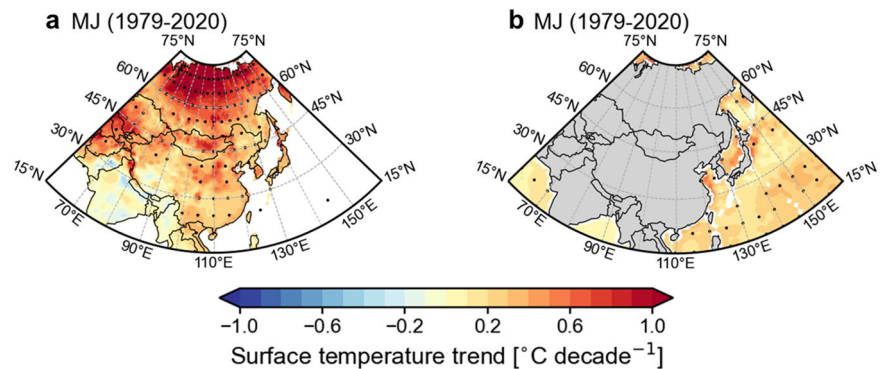 a MJ (1979-2020)
75°N 75°N
60°N 60°N
45°N 45°N
30°N 30°N
15°N 15°N
70°E 90°E 110°E 130°E 150°E
b MJ (1979-2020)
75°N 75°N
60°N 60°N
45°N 45°N
30°N 30°N
15°N 15°N
70°E 90°E 110°E 130°E 150°E
−1.0 −0.6 −0.2 0.2 0.6 1.0
Surface temperature trend [°C decade⁻¹]